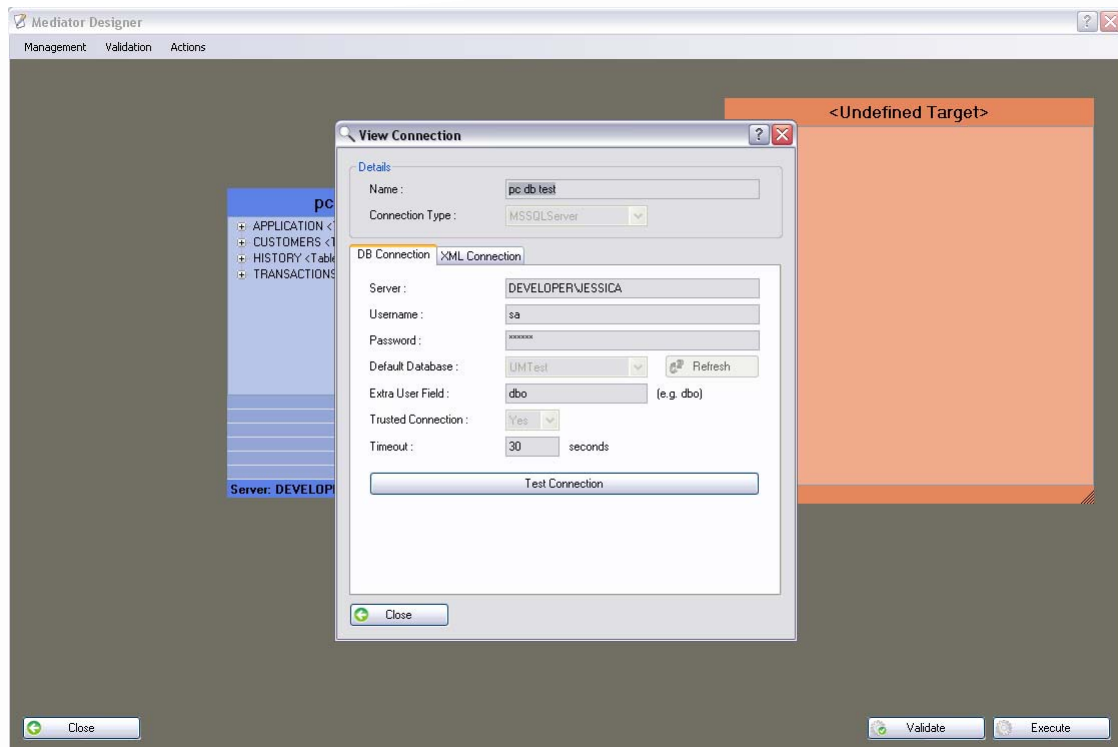 Mediator Designer
Management Validation Actions
<Undefined Target>
View Connection
Details
Name : pc db test
Connection Type : MSSQLServer
pc
APPLICATION <T
CUSTOMERS <T
HISTORY <Table
TRANSACTIONS
DB Connection XML Connection
Server : DEVELOPER\JESSICA
Username : sa
Password : ******
Default Database : UMTest Refresh
Extra User Field : dbo (e.g. dbo)
Trusted Connection : Yes
Timeout : 30 seconds
Test Connection
Server: DEVELOP
Close
Close Validate Execute